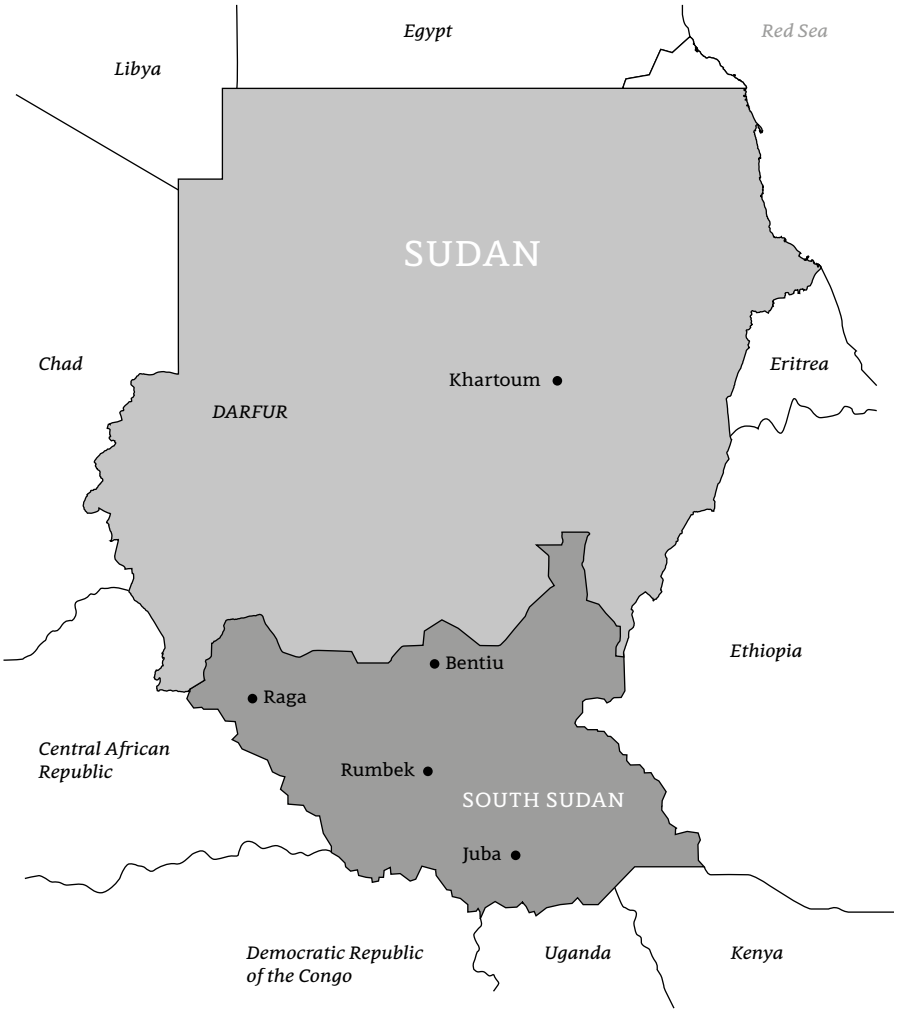 Egypt
Red Sea
Libya
SUDAN
Chad
Eritrea
Khartoum
DARFUR
Ethiopia
Bentiu
Raga
Central African
Republic
Rumbek
SOUTH SUDAN
Juba
Democratic Republic
of the Congo
Uganda
Kenya